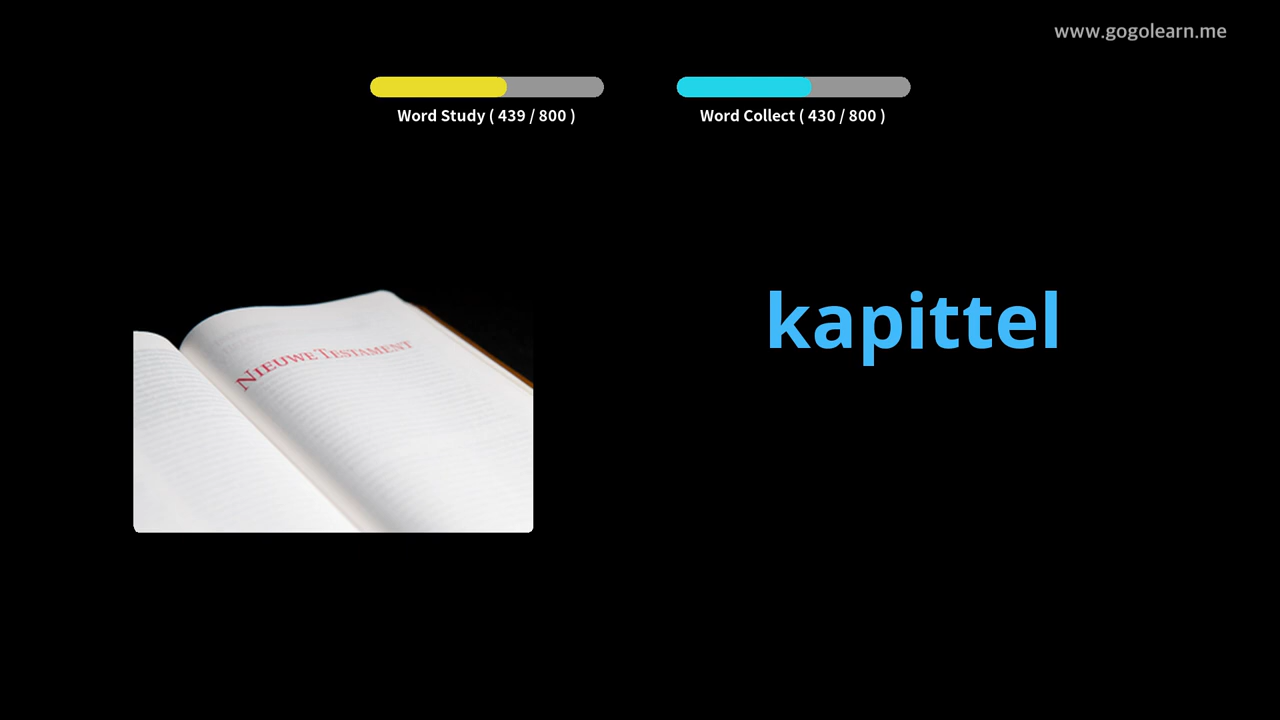 www.gogolearn.me
Word Study ( 439 / 800 )
Word Collect ( 430 / 800 )
kapittel
NIEUWE TESTAMENT